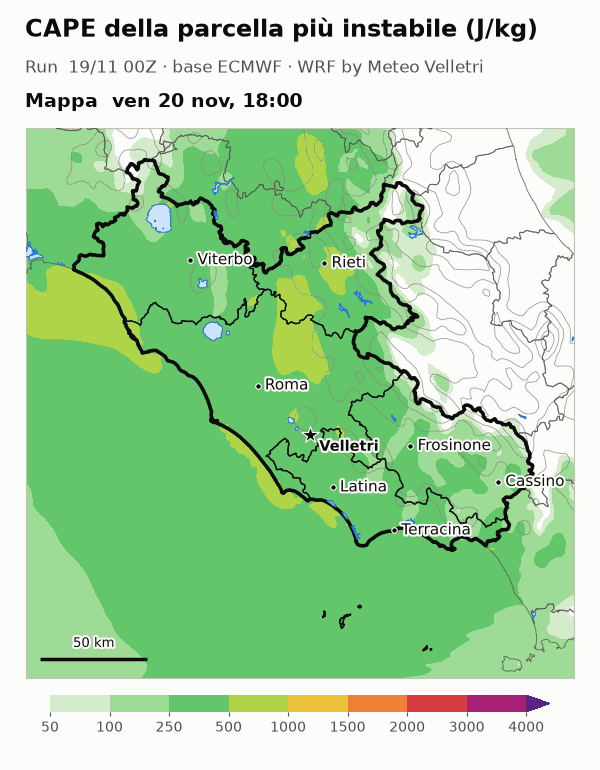 CAPE della parcella più instabile (J/kg)
Run  19/11 00Z · base ECMWF · WRF by Meteo Velletri
Mappa  ven 20 nov, 18:00
Viterbo
Rieti
Roma
Velletri
Frosinone
Cassino
Latina
Terracina
50 km
50 100 250 500 1000 1500 2000 3000 4000